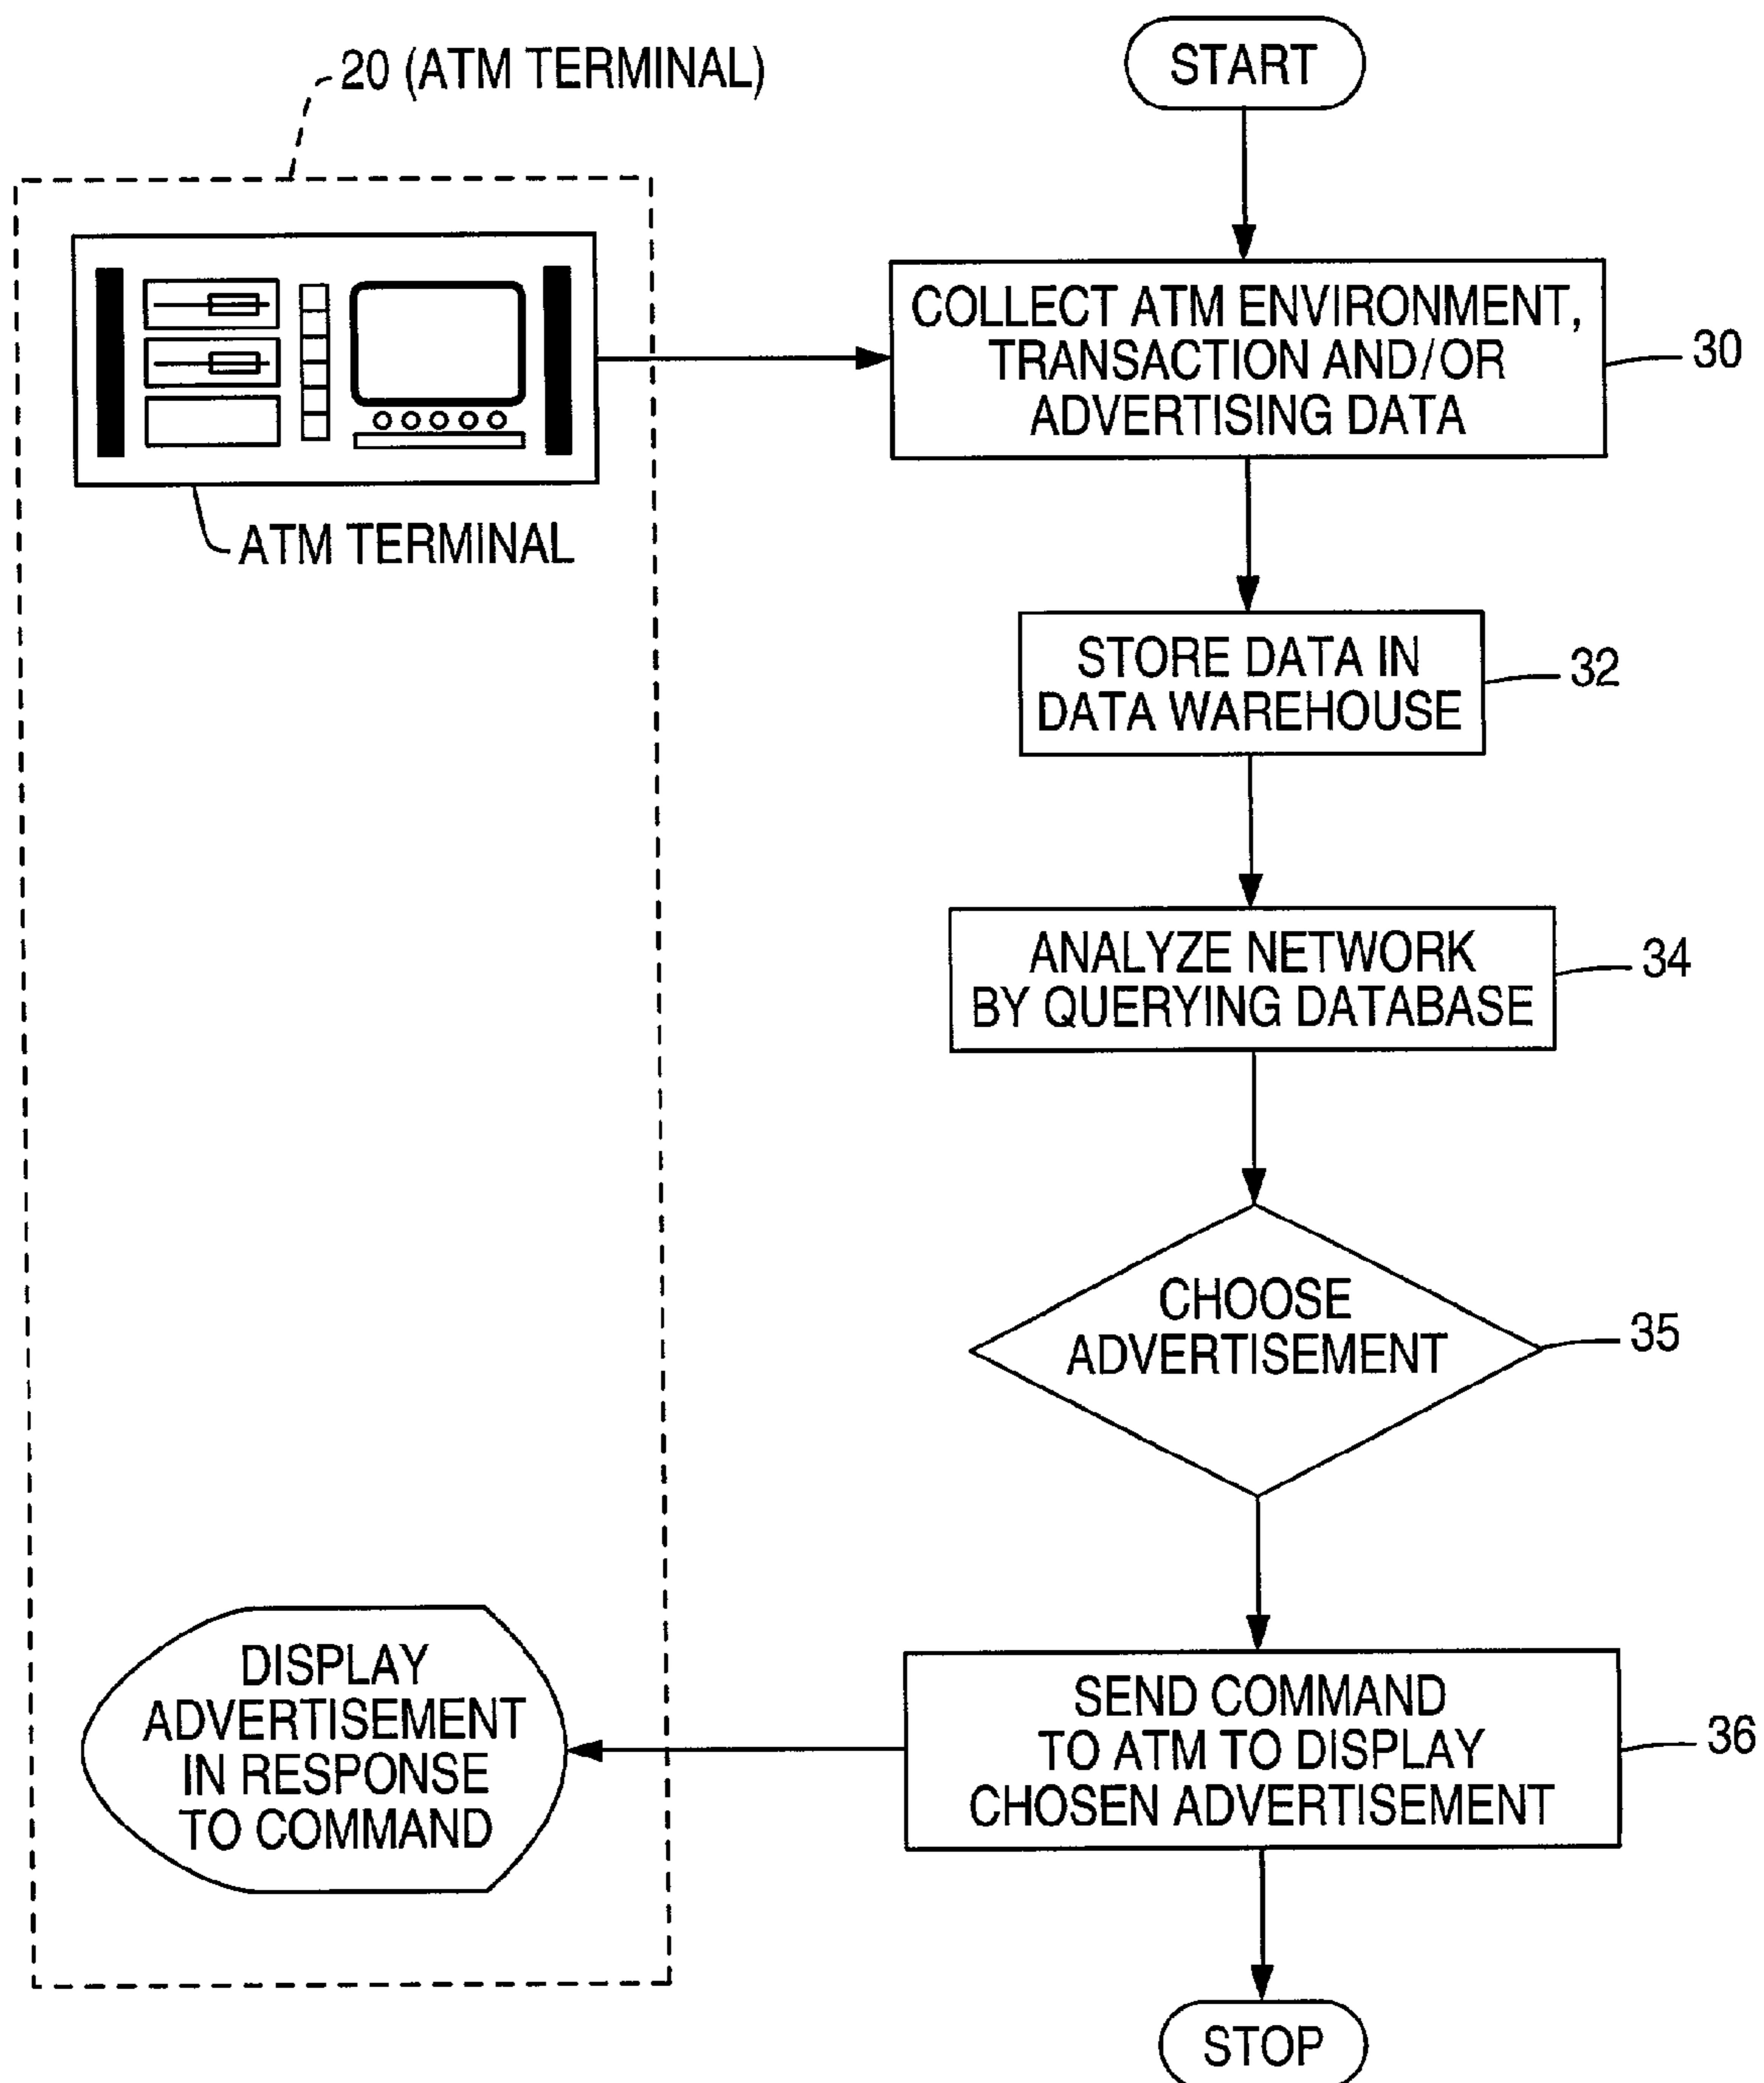 20 (ATM TERMINAL)
START
COLLECT ATM ENVIRONMENT,
TRANSACTION AND/OR
ADVERTISING DATA
30
ATM TERMINAL
STORE DATA IN
DATA WAREHOUSE
32
ANALYZE NETWORK
BY QUERYING DATABASE
34
CHOOSE
ADVERTISEMENT
35
DISPLAY
ADVERTISEMENT
IN RESPONSE
TO COMMAND
SEND COMMAND
TO ATM TO DISPLAY
CHOSEN ADVERTISEMENT
36
STOP